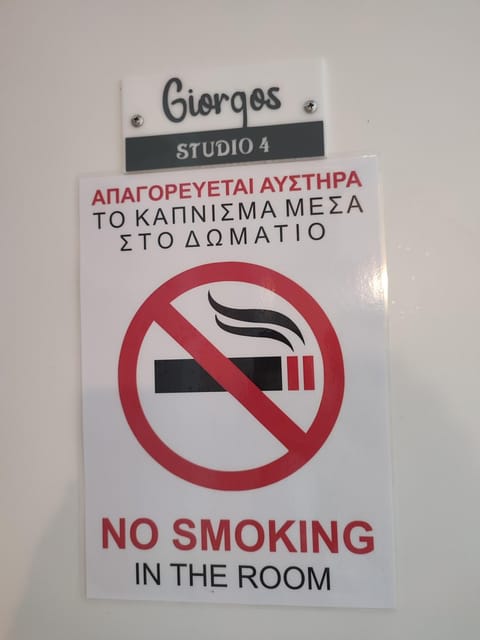 Giorgos
STUDIO 4
ΑΠΑΓΟΡΕΥΕΤΑΙ ΑΥΣΤΗΡΑ
ΤΟ ΚΑΠΝΙΣΜΑ ΜΕΣΑ
ΣΤΟ ΔΩΜΑΤΙΟ
NO SMOKING
IN THE ROOM